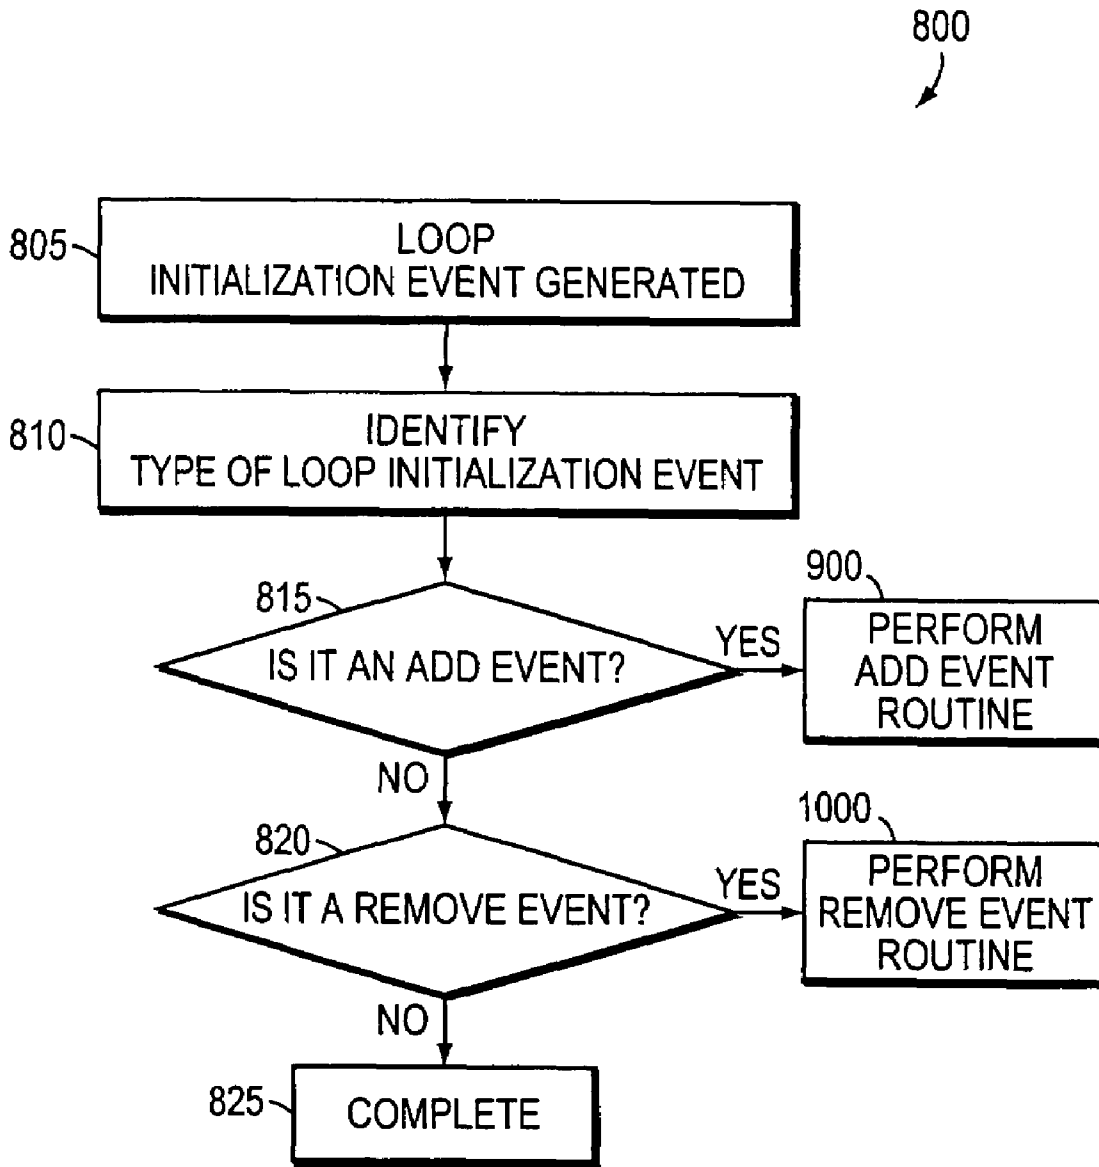 800
805
LOOP
INITIALIZATION EVENT GENERATED
810
IDENTIFY
TYPE OF LOOP INITIALIZATION EVENT
815
IS IT AN ADD EVENT?
YES
900
PERFORM
ADD EVENT
ROUTINE
NO
820
IS IT A REMOVE EVENT?
YES
1000
PERFORM
REMOVE EVENT
ROUTINE
NO
825
COMPLETE